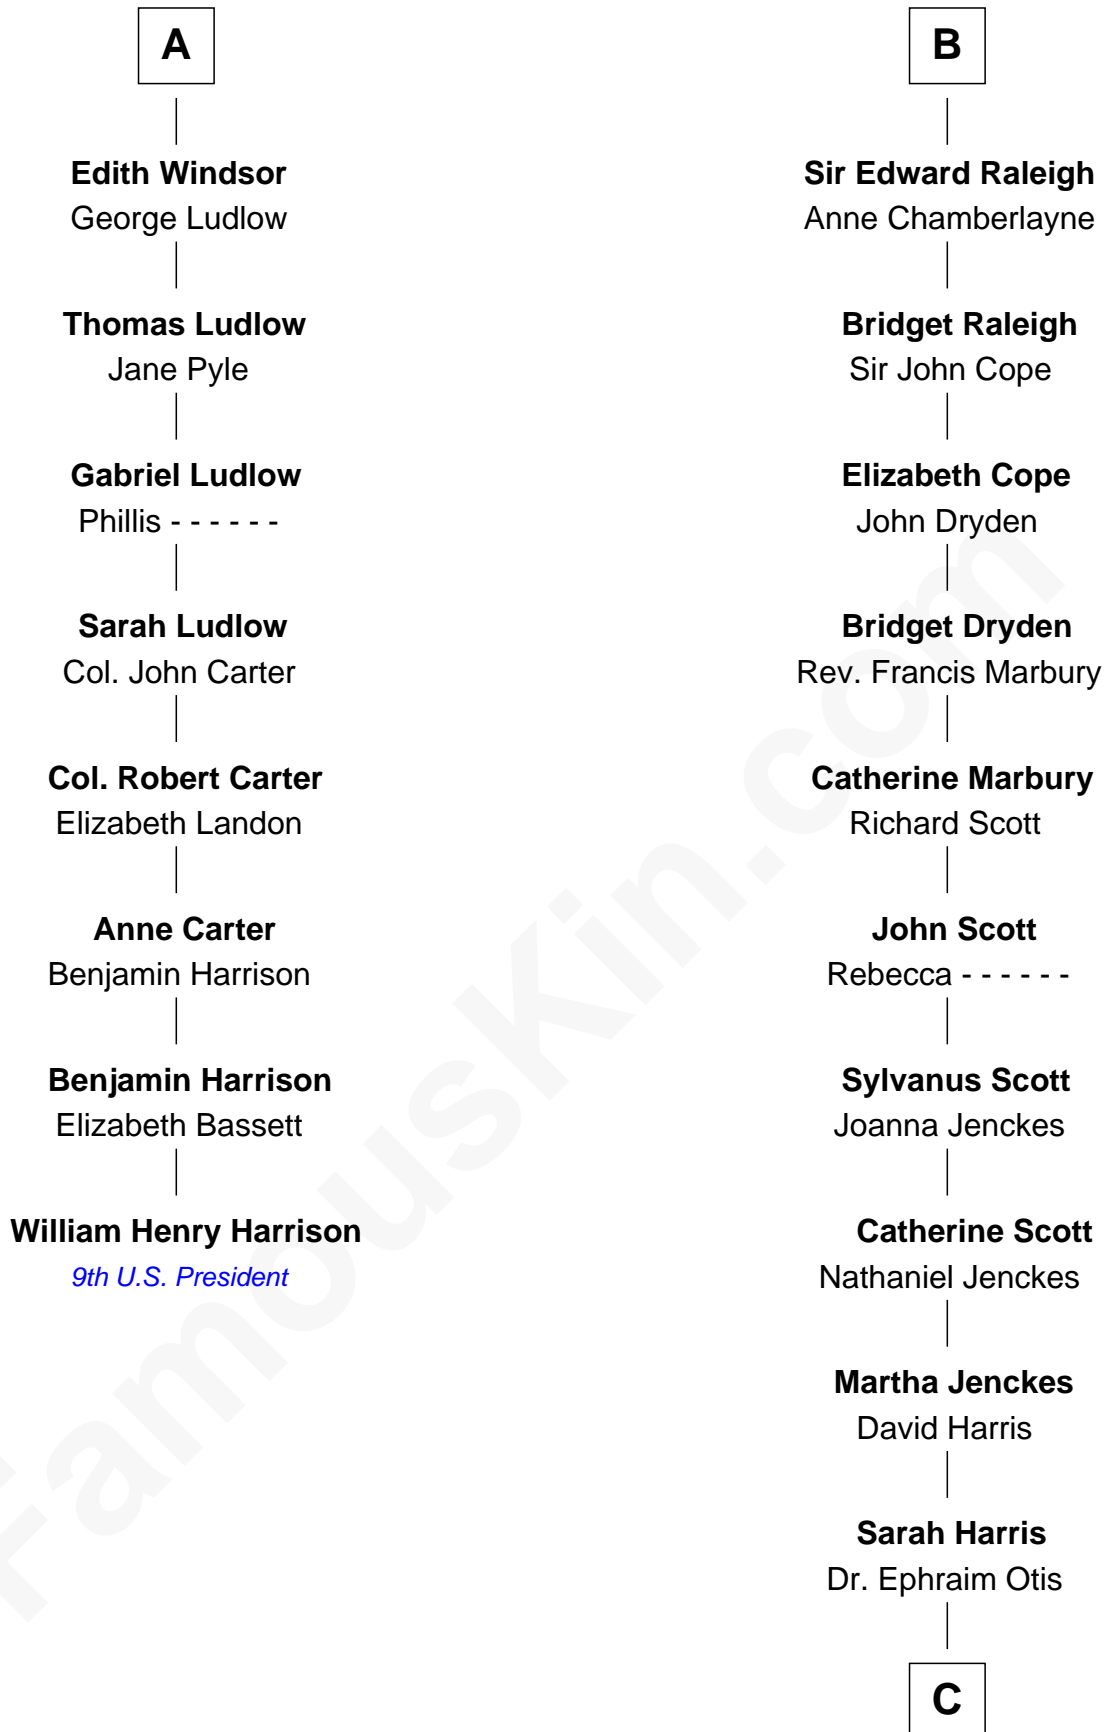 A
Edith Windsor
George Ludlow
Thomas Ludlow
Jane Pyle
Gabriel Ludlow
Phillis - - - - - -
Sarah Ludlow
Col. John Carter
Col. Robert Carter
Elizabeth Landon
Anne Carter
Benjamin Harrison
Benjamin Harrison
Elizabeth Bassett
William Henry Harrison
9th U.S. President
B
Sir Edward Raleigh
Anne Chamberlayne
Bridget Raleigh
Sir John Cope
Elizabeth Cope
John Dryden
Bridget Dryden
Rev. Francis Marbury
Catherine Marbury
Richard Scott
John Scott
Rebecca - - - - - -
Sylvanus Scott
Joanna Jenckes
Catherine Scott
Nathaniel Jenckes
Martha Jenckes
David Harris
Sarah Harris
Dr. Ephraim Otis
C
FamousKin.com